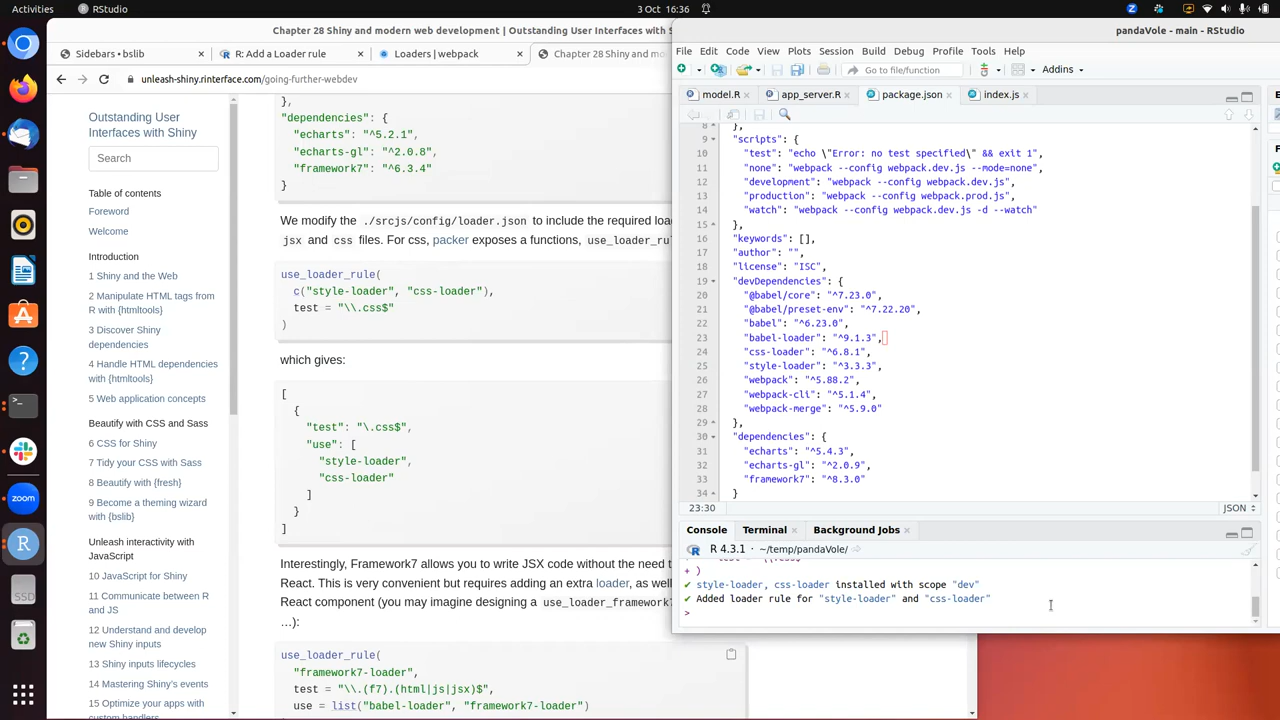 Activities
RStudio
3 Oct 16:36
Chapter 28 Shiny and modern web development | Outstanding User Interfaces with S
pandaVole - main - RStudio
Sidebars • bslib
R: Add a Loader rule
Loaders | webpack
Chapter 28 Shiny and mo
unleash-shiny.rinterface.com/going-further-webdev
Outstanding User
Interfaces with Shiny
Search
Table of contents
Foreword
Welcome
Introduction
1 Shiny and the Web
2 Manipulate HTML tags from
R with {htmltools}
3 Discover Shiny
dependencies
4 Handle HTML dependencies
with {htmltools}
5 Web application concepts
Beautify with CSS and Sass
6 CSS for Shiny
7 Tidy your CSS with Sass
8 Beautify with {fresh}
9 Become a theming wizard
with {bslib}
Unleash interactivity with
JavaScript
10 JavaScript for Shiny
11 Communicate between R
and JS
12 Understand and develop
new Shiny inputs
13 Shiny inputs lifecycles
14 Mastering Shiny's events
15 Optimize your apps with
custom handlers
},
"dependencies": {
"echarts": "^5.2.1",
"echarts-gl": "^2.0.8",
"framework7": "^6.3.4"
}
We modify the ./srcjs/config/loader.json to include the required loa
jsx and css files. For css, packer exposes a functions, use_loader_ru
use_loader_rule(
c("style-loader", "css-loader"),
test = "\\.css$"
)
which gives:
[
{
"test": "\.css$",
"use": [
"style-loader",
"css-loader"
]
}
]
Interestingly, Framework7 allows you to write JSX code without the need t
React. This is very convenient but requires adding an extra loader, as well
React component (you may imagine designing a use_loader_framework7
…):
use_loader_rule(
"framework7-loader",
test = "\\.(f7).(html|js|jsx)$",
use = list("babel-loader", "framework7-loader")
File Edit Code View Plots Session Build Debug Profile Tools Help
Go to file/function
Addins
model.R
app_server.R
package.json
index.js
8 },
9 "scripts": {
10 "test": "echo \"Error: no test specified\" && exit 1",
11 "none": "webpack --config webpack.dev.js --mode=none",
12 "development": "webpack --config webpack.dev.js",
13 "production": "webpack --config webpack.prod.js",
14 "watch": "webpack --config webpack.dev.js -d --watch"
15 },
16 "keywords": [],
17 "author": "",
18 "license": "ISC",
19 "devDependencies": {
20 "@babel/core": "^7.23.0",
21 "@babel/preset-env": "^7.22.20",
22 "babel": "^6.23.0",
23 "babel-loader": "^9.1.3",
24 "css-loader": "^6.8.1",
25 "style-loader": "^3.3.3",
26 "webpack": "^5.88.2",
27 "webpack-cli": "^5.1.4",
28 "webpack-merge": "^5.9.0"
29 },
30 "dependencies": {
31 "echarts": "^5.4.3",
32 "echarts-gl": "^2.0.9",
33 "framework7": "^8.3.0"
34 }
23:30
JSON
Console
Terminal
Background Jobs
R 4.3.1 · ~/temp/pandaVole/
+ )
✔ style-loader, css-loader installed with scope "dev"
✔ Added loader rule for "style-loader" and "css-loader"
>
zoom
SSD